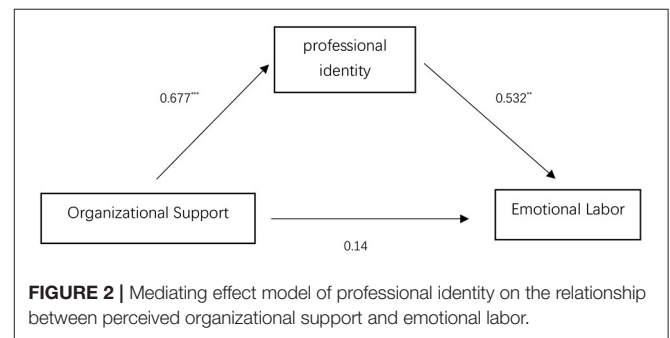 professional
identity
0.677***
0.532**
Organizational Support
Emotional Labor
0.14
FIGURE 2 | Mediating effect model of professional identity on the relationship
between perceived organizational support and emotional labor.